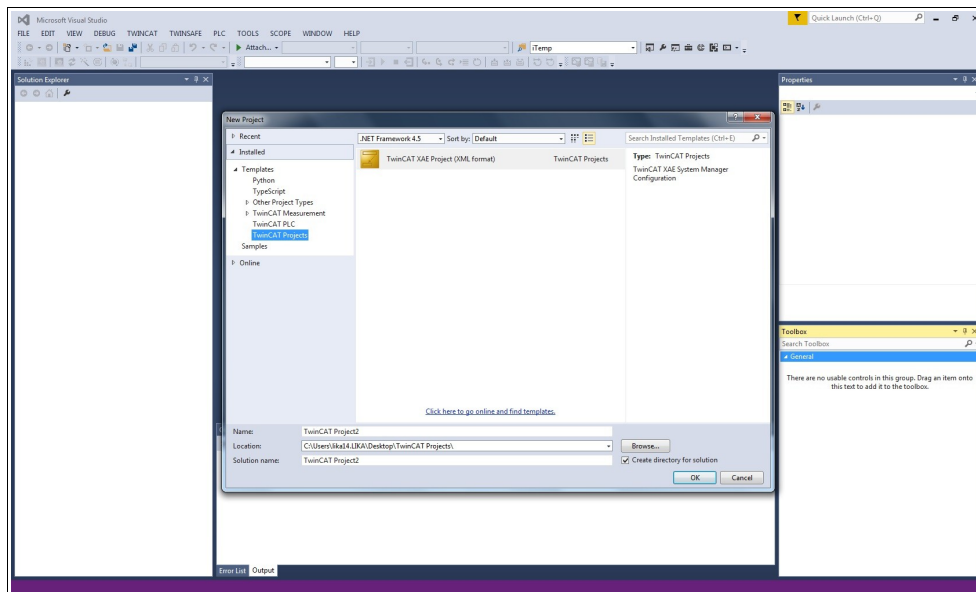 Microsoft Visual Studio
Quick Launch (Ctrl+Q)
FILE EDIT VIEW DEBUG TWINCAT TWINSAFE PLC TOOLS SCOPE WINDOW HELP
Attach...
iTemp
Solution Explorer
Properties
New Project
Recent
.NET Framework 4.5 Sort by: Default
Search Installed Templates (Ctrl+E)
Installed
TwinCAT XAE Project (XML format) TwinCAT Projects
Type: TwinCAT Projects
TwinCAT XAE System Manager
Configuration
Templates
Python
TypeScript
Other Project Types
TwinCAT Measurement
TwinCAT PLC
TwinCAT Projects
Samples
Online
Click here to go online and find templates.
Name: TwinCAT Project2
Location: C:\Users\lika14.LIKA\Desktop\TwinCAT Projects\
Browse...
Solution name: TwinCAT Project2
Create directory for solution
OK Cancel
Toolbox
Search Toolbox
General
There are no usable controls in this group. Drag an item onto
this text to add it to the toolbox.
Error List Output